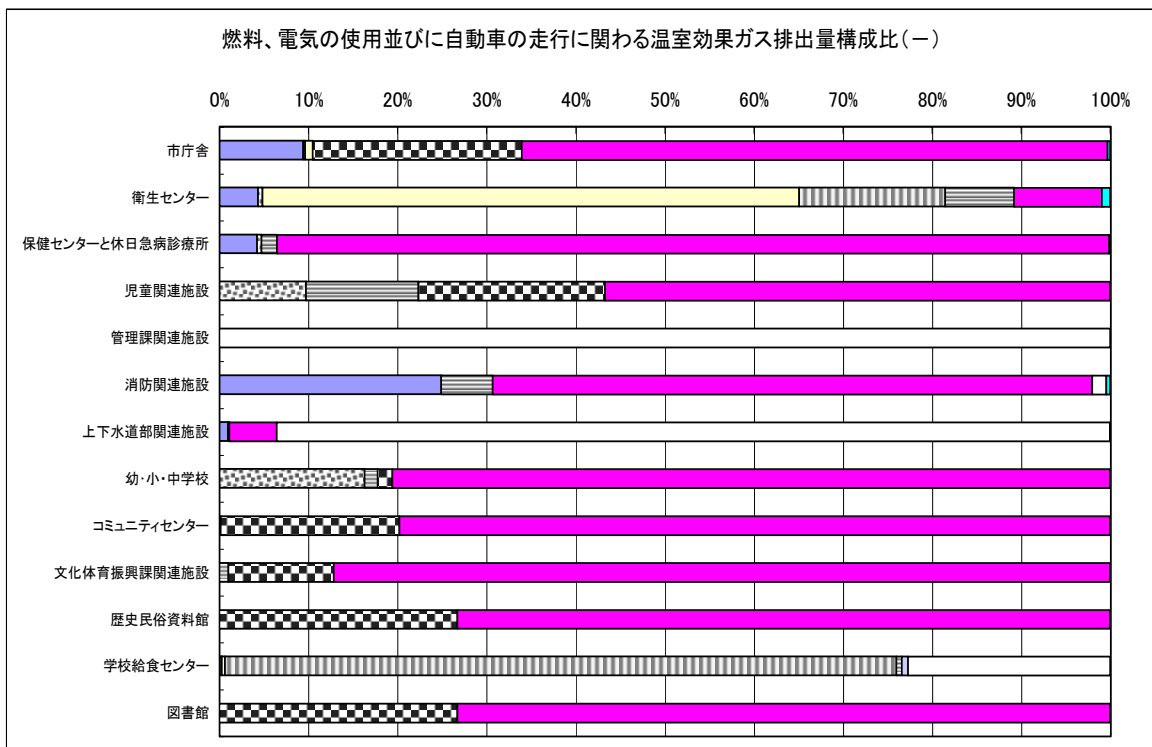 燃料、電気の使用並びに自動車の走行に関わる温室効果ガス排出量構成比(－)
0% 10% 20% 30% 40% 50% 60% 70% 80% 90% 100%
市庁舎
衛生センター
保健センターと休日急病診療所
児童関連施設
管理課関連施設
消防関連施設
上下水道部関連施設
幼・小・中学校
コミュニティセンター
文化体育振興課関連施設
歴史民俗資料館
学校給食センター
図書館